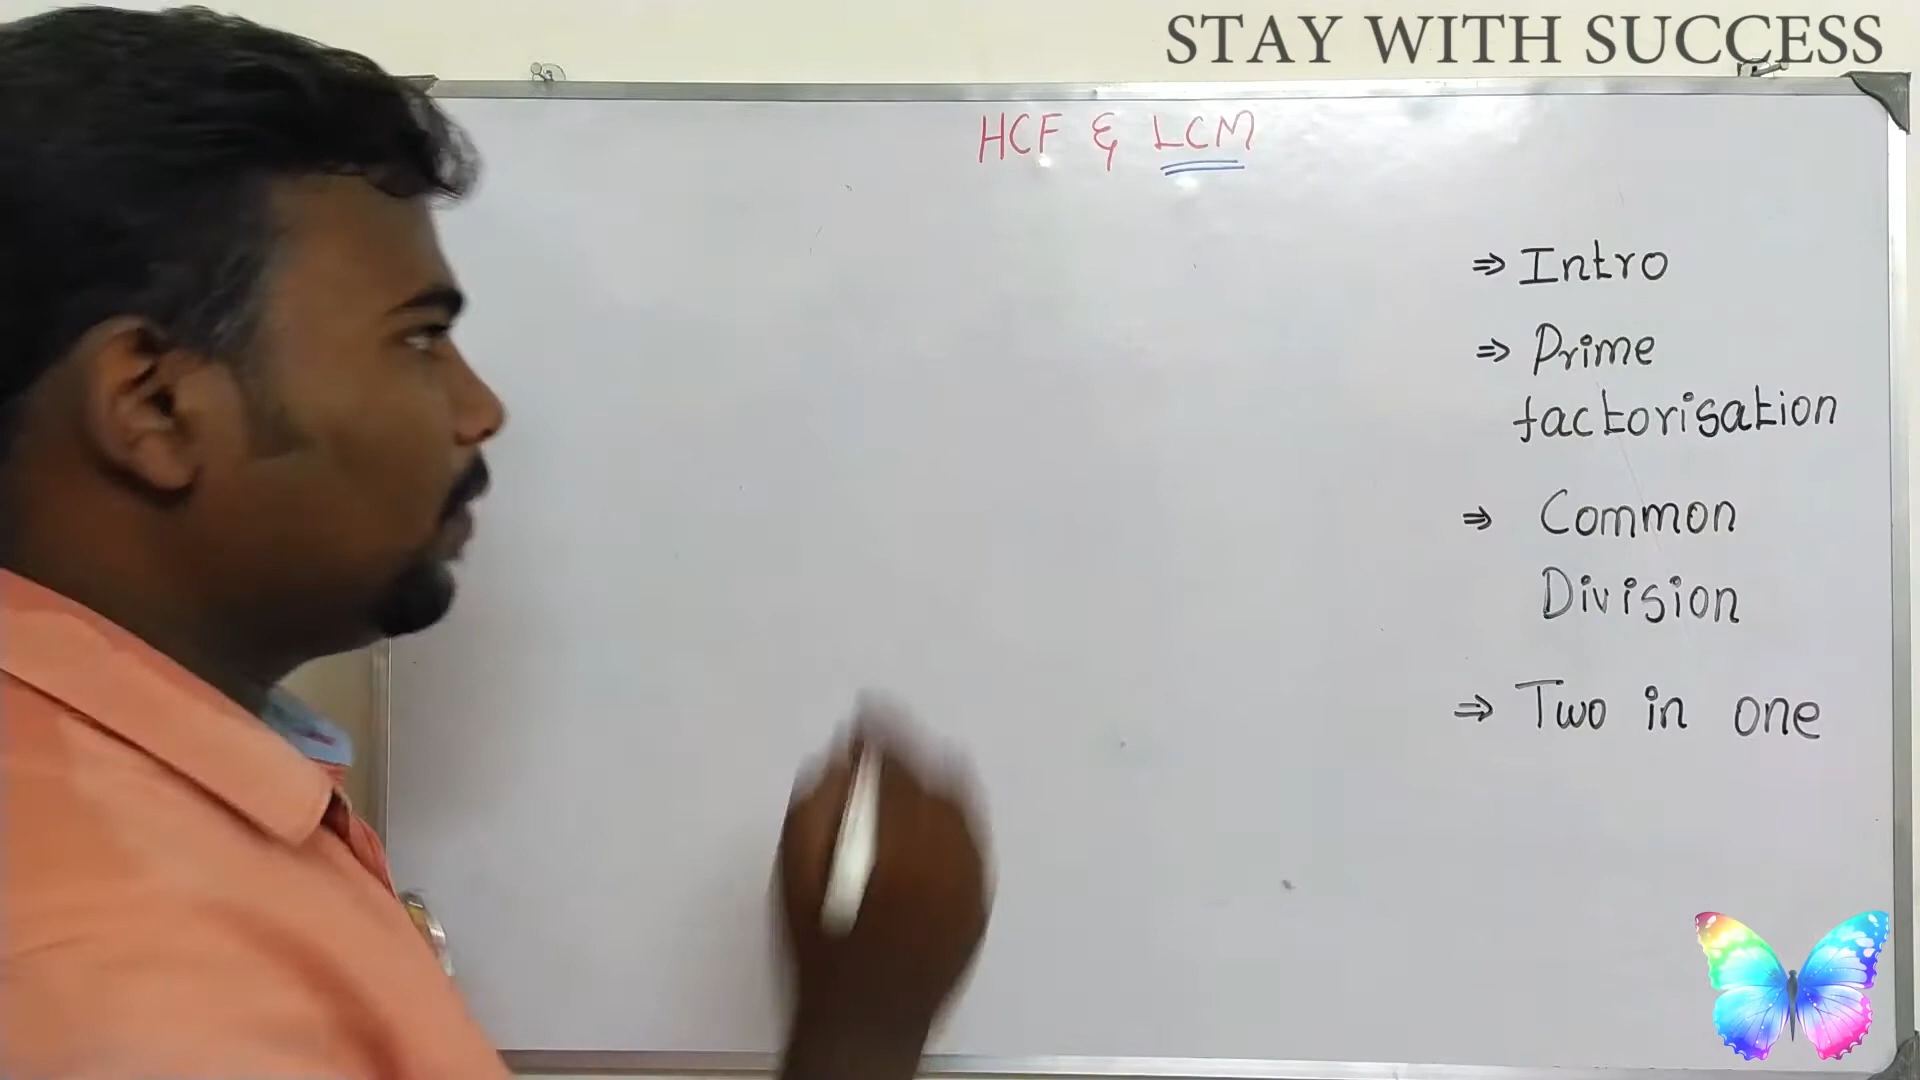 STAY WITH SUCCESS
HCF & LCM
⇒ Intro
⇒ Prime
factorisation
⇒ Common
Division
⇒ Two in one